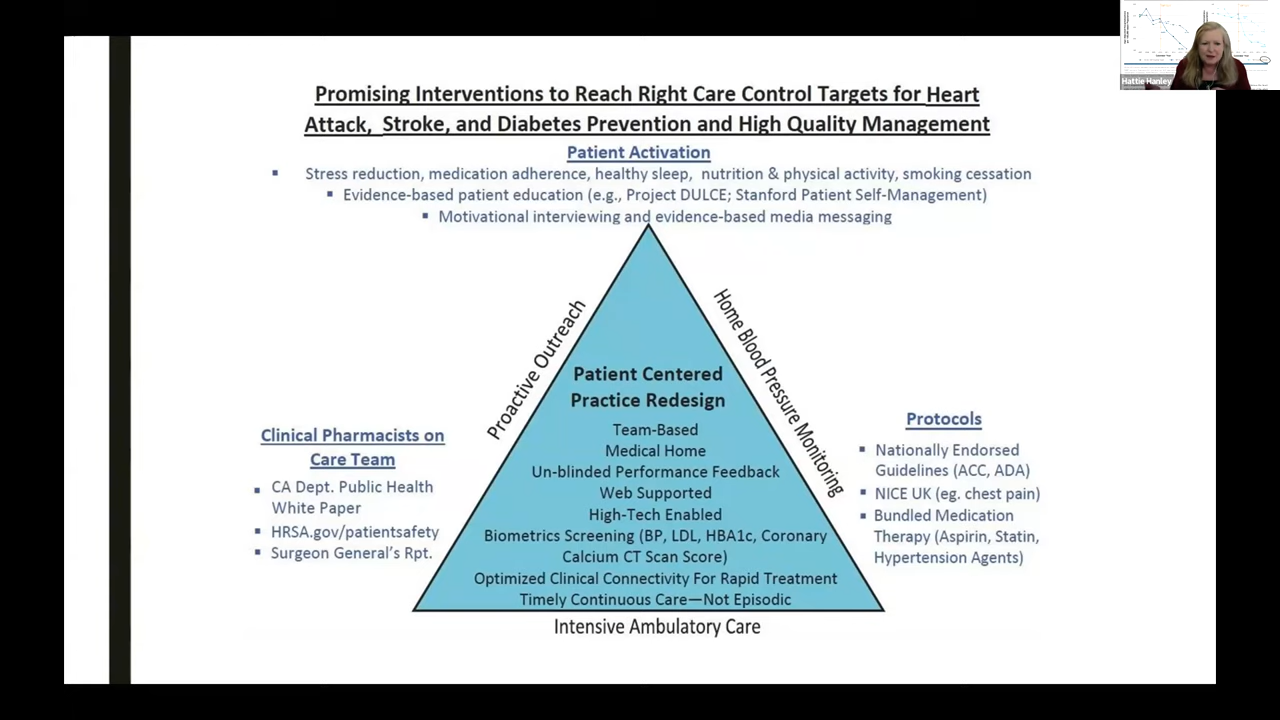 Promising Interventions to Reach Right Care Control Targets for Heart
Attack, Stroke, and Diabetes Prevention and High Quality Management
Patient Activation
▪ Stress reduction, medication adherence, healthy sleep, nutrition & physical activity, smoking cessation
▪ Evidence-based patient education (e.g., Project DULCE; Stanford Patient Self-Management)
▪ Motivational interviewing and evidence-based media messaging
Proactive Outreach
Home Blood Pressure Monitoring
Patient Centered
Practice Redesign
Team-Based
Medical Home
Un-blinded Performance Feedback
Web Supported
High-Tech Enabled
Biometrics Screening (BP, LDL, HBA1c, Coronary
Calcium CT Scan Score)
Optimized Clinical Connectivity For Rapid Treatment
Timely Continuous Care—Not Episodic
Intensive Ambulatory Care
Clinical Pharmacists on
Care Team
▪ CA Dept. Public Health
White Paper
▪ HRSA.gov/patientsafety
▪ Surgeon General's Rpt.
Protocols
▪ Nationally Endorsed
Guidelines (ACC, ADA)
▪ NICE UK (eg. chest pain)
▪ Bundled Medication
Therapy (Aspirin, Statin,
Hypertension Agents)
Hattie Hanley